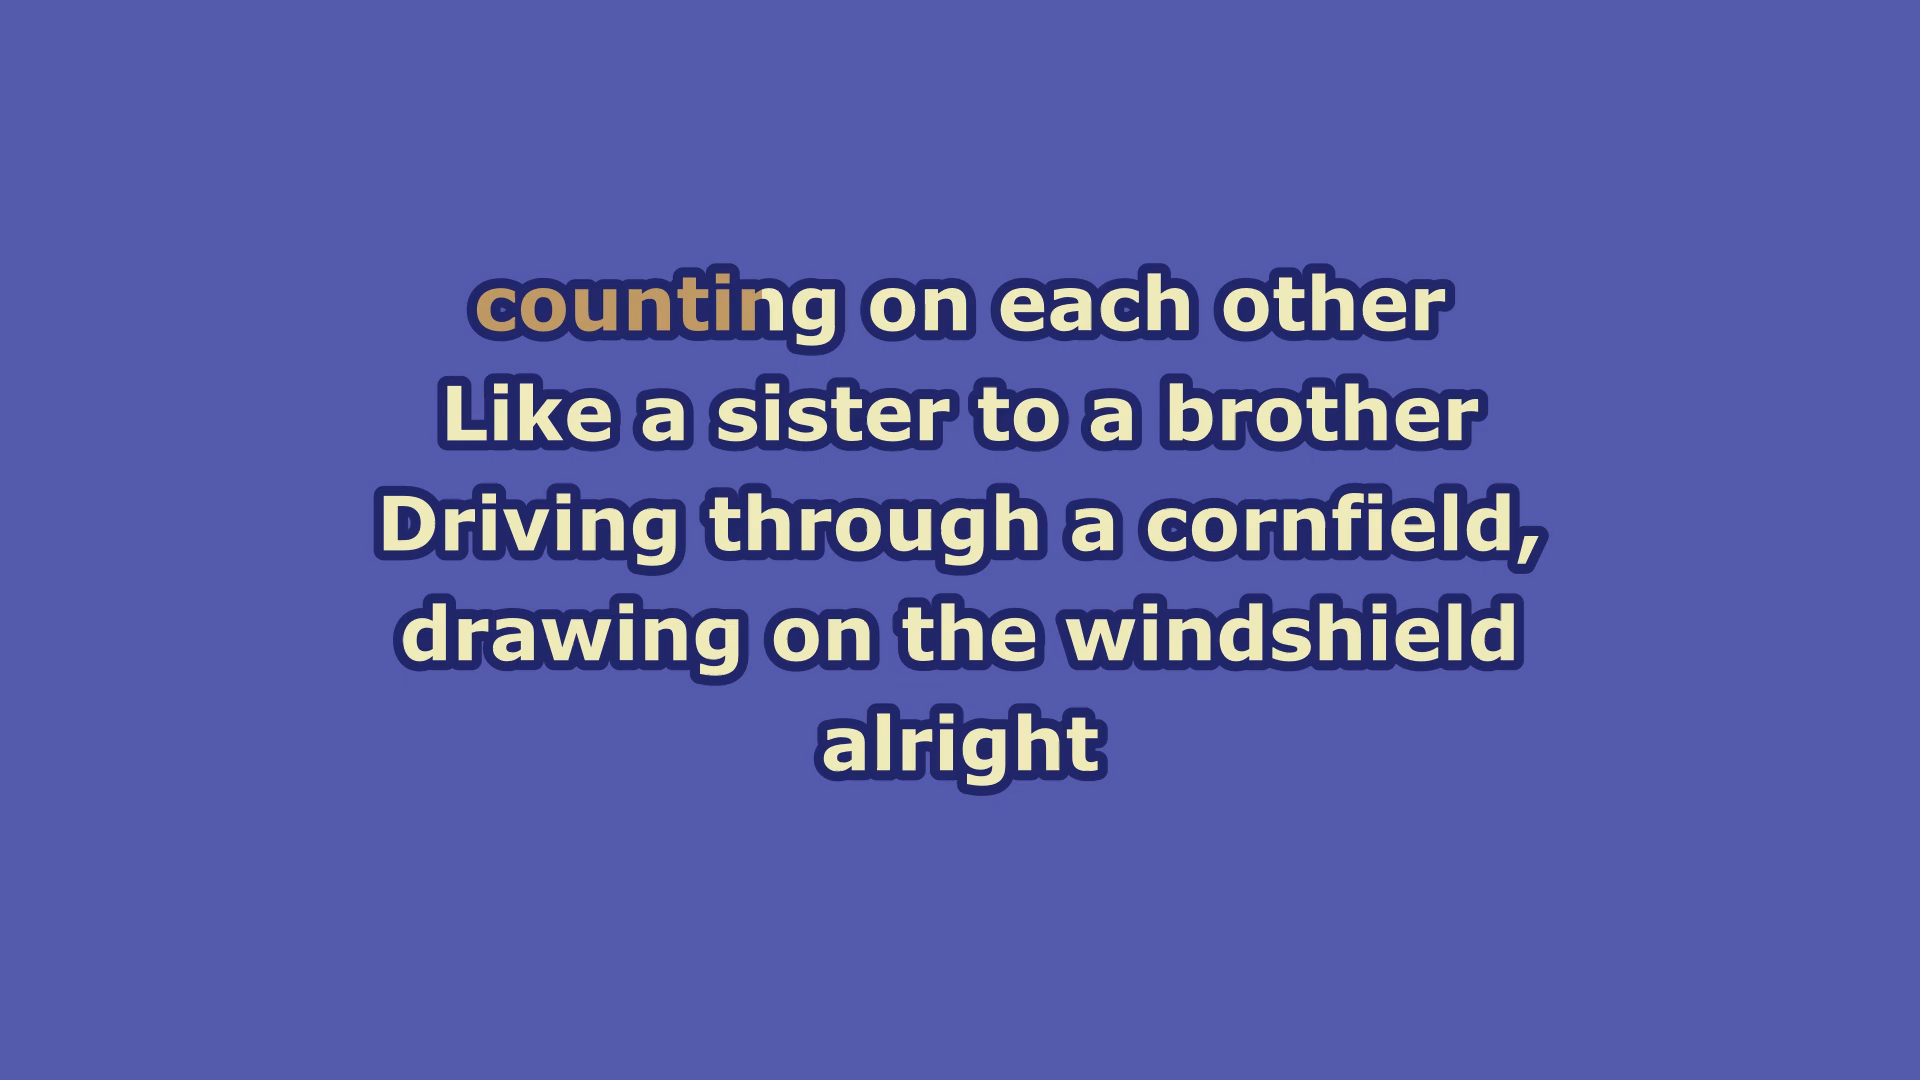 counting on each other
Like a sister to a brother
Driving through a cornfield,
drawing on the windshield
alright